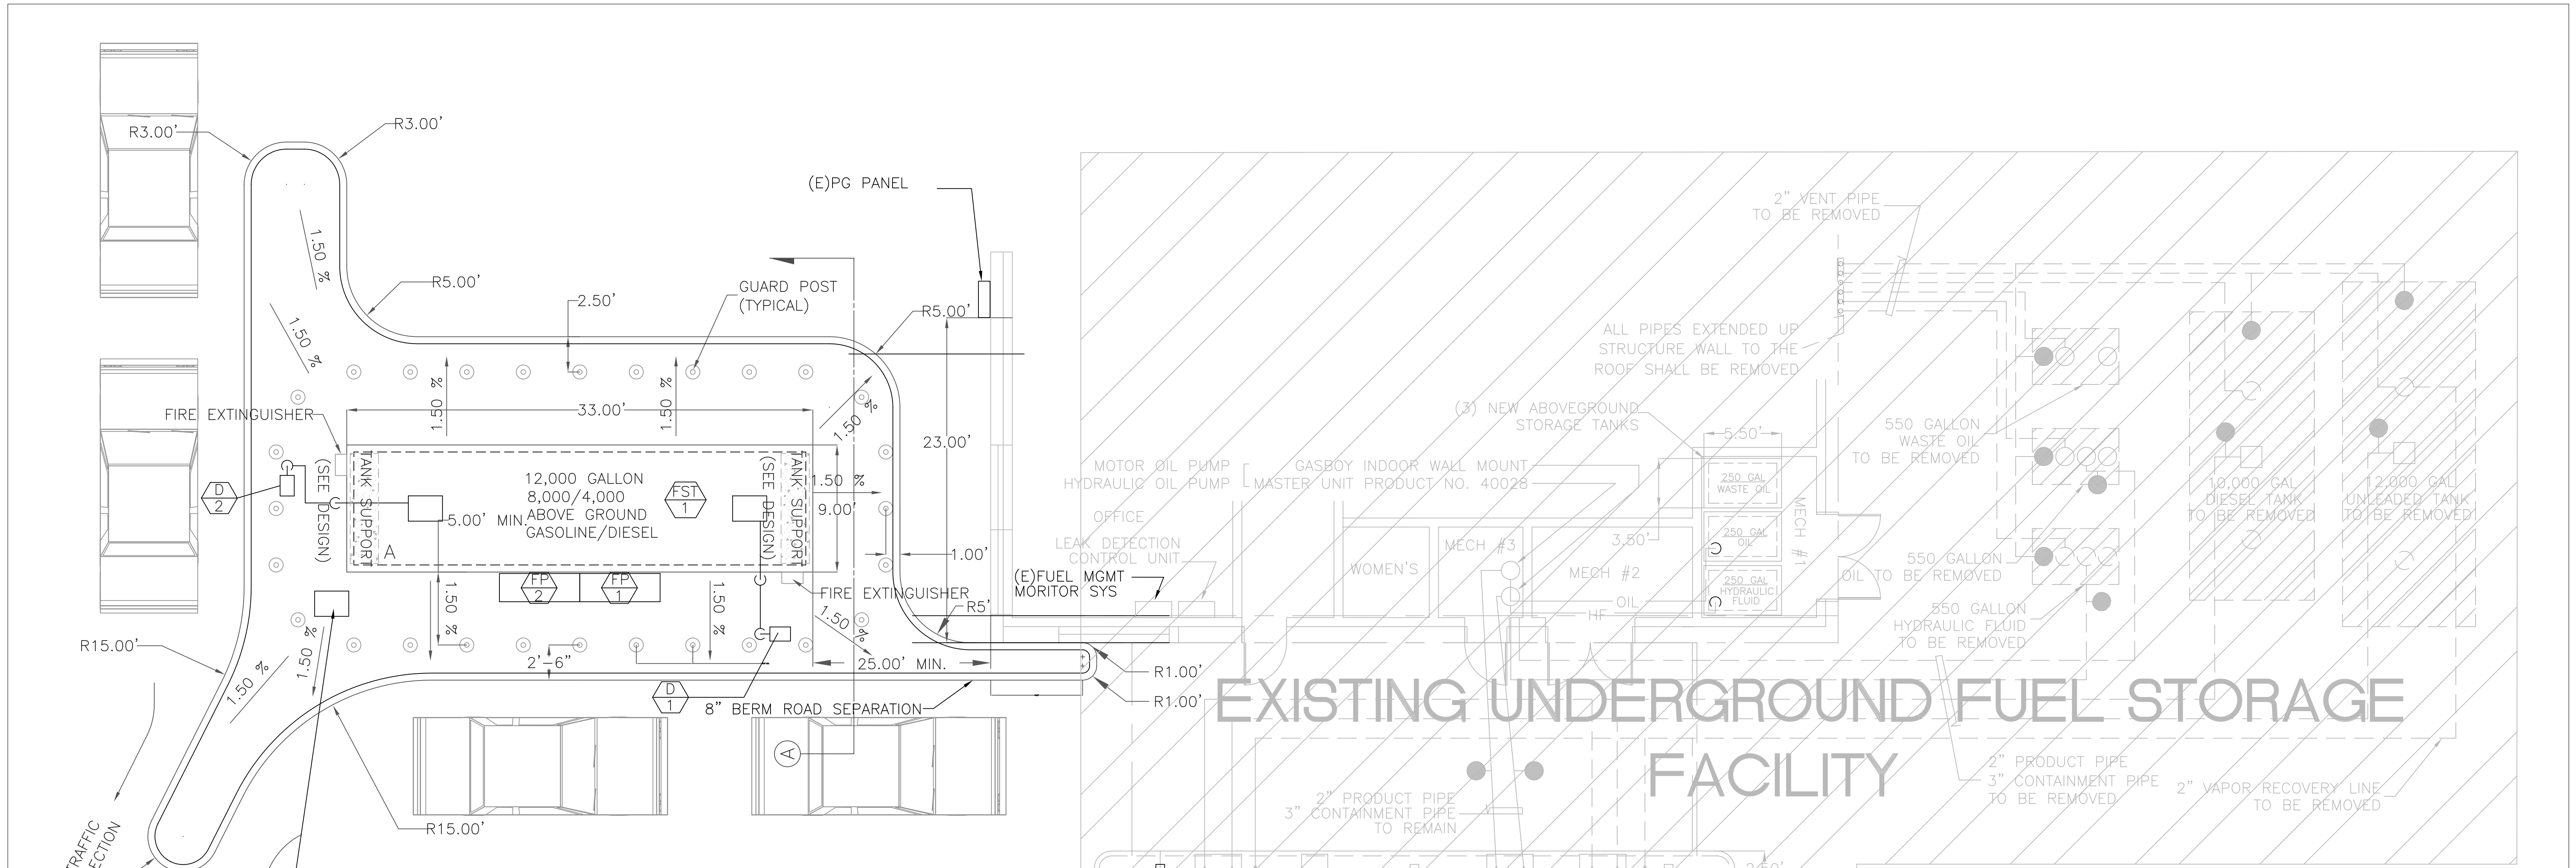 R3.00'
R3.00'
(E)PG PANEL
2" VENT PIPE
TO BE REMOVED
1.50 %
R5.00'
2.50'
GUARD POST
(TYPICAL)
R5.00'
1.50 %
ALL PIPES EXTENDED UP
STRUCTURE WALL TO THE
ROOF SHALL BE REMOVED
FIRE EXTINGUISHER
1.50 %
33.00'
1.50 %
1.50 %
23.00'
(3) NEW ABOVEGROUND
STORAGE TANKS
5.50'
550 GALLON
WASTE OIL
TO BE REMOVED
D
2
(SEE DESIGN)
TANK SUPPORT
A
12,000 GALLON
8,000/4,000
ABOVE GROUND
GASOLINE/DIESEL
5.00' MIN.
FST
1
(SEE DESIGN)
TANK SUPPORT
1.50 %
9.00'
1.00'
MOTOR OIL PUMP
HYDRAULIC OIL PUMP
GASBOY INDOOR WALL MOUNT
MASTER UNIT PRODUCT NO. 40028
OFFICE
LEAK DETECTION
CONTROL UNIT
250 GAL
WASTE OIL
250 GAL
OIL
250 GAL
HYDRAULIC
FLUID
MECH #1
3.50'
MECH #3
MECH #2
WOMEN'S
OIL
HF
10,000 GAL
DIESEL TANK
TO BE REMOVED
12,000 GAL
UNLEADED TANK
TO BE REMOVED
550 GALLON
OIL TO BE REMOVED
550 GALLON
HYDRAULIC FLUID
TO BE REMOVED
(E)FUEL MGMT
MORITOR SYS
FP
2
FP
1
FIRE EXTINGUISHER
1.50 %
1.50 %
1.50 %
R5'
R15.00'
1.50 %
1.50 %
2'-6"
25.00' MIN.
R1.00'
R1.00'
D
1
8" BERM ROAD SEPARATION
EXISTING UNDERGROUND FUEL STORAGE
FACILITY
A
R15.00'
2" PRODUCT PIPE
3" CONTAINMENT PIPE
TO REMAIN
2" PRODUCT PIPE
3" CONTAINMENT PIPE
TO BE REMOVED
2" VAPOR RECOVERY LINE
TO BE REMOVED